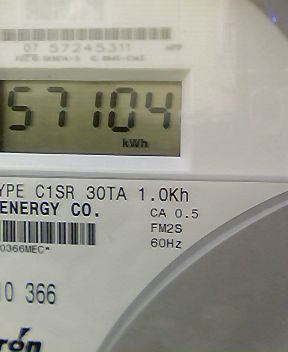 07 57245311
57104
kWh
YPE C1SR 30TA 1.0Kh
ENERGY CO.
CA 0.5
FM2S
60Hz
0366MEC*
10 366
rón